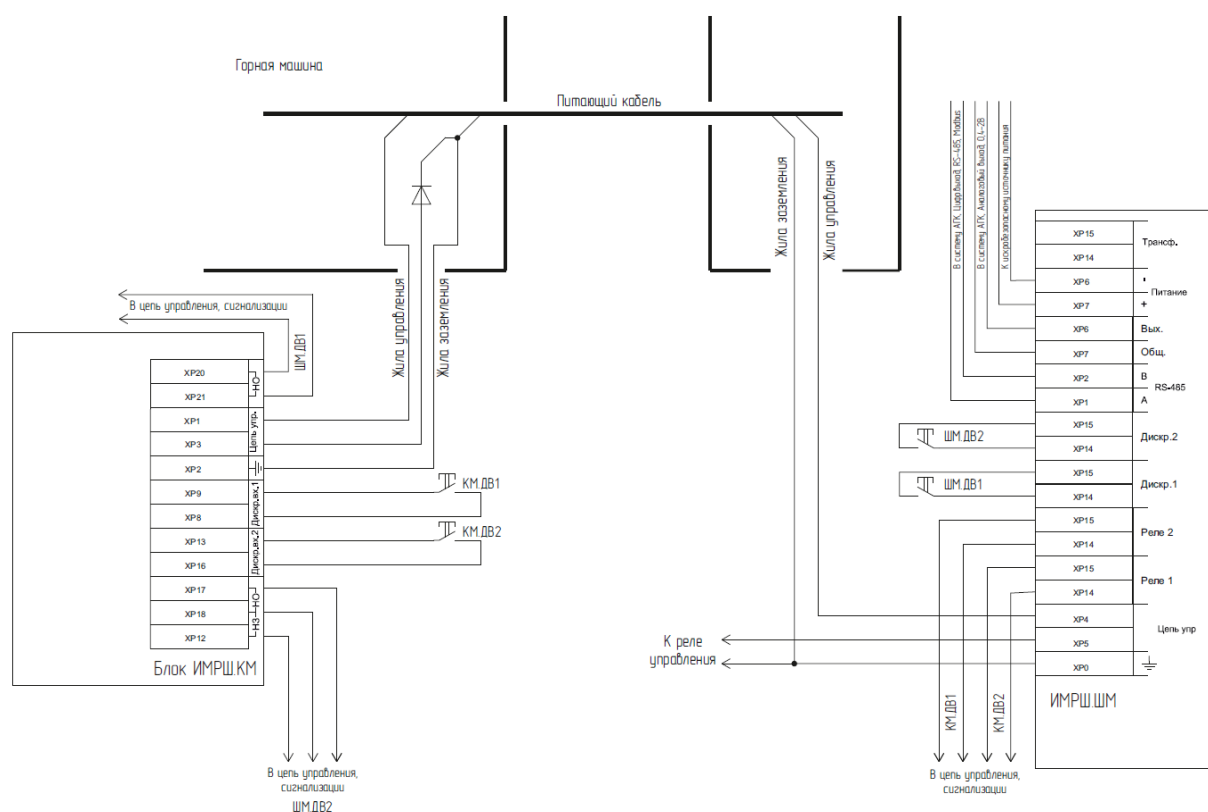 Горная машина
Питающий кабель
Жила заземления
Жила управления
В систему АГК, Цифр.выход, RS-485, Modbus
В систему АГК, Аналоговый выход, 0,4-2В
К искробезопасному источнику питания
Жила управления
Жила заземления
В цепь управления, сигнализации
ШМ.ДВ1
XP20
XP21
НО
XP1
XP3
Цепь упр.
XP2
XP9
XP8
Дискр.вх.1
XP13
XP16
Дискр.вх.2
XP17
XP18
XP12
НО
НЗ
КМ.ДВ1
КМ.ДВ2
Блок ИМРШ.КМ
В цепь управления,
сигнализации
ШМ.ДВ2
XP15
XP14
Трансф.
XP6
-
XP7
+
Питание
XP6
Вых.
XP7
Общ.
XP2
B
XP1
A
RS-485
XP15
XP14
Дискр.2
ШМ.ДВ2
XP15
XP14
Дискр.1
ШМ.ДВ1
XP15
XP14
Реле 2
XP15
XP14
Реле 1
XP4
XP5
Цепь упр
XP0
К реле
управления
ИМРШ.ШМ
КМ.ДВ1
КМ.ДВ2
В цепь управления,
сигнализации